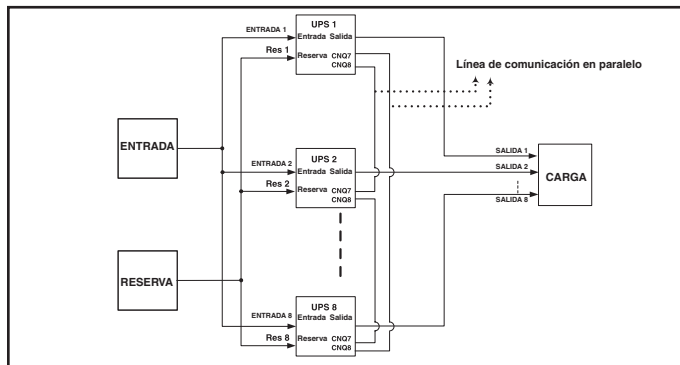 UPS 1
ENTRADA 1
Entrada Salida
Res 1
Reserva
CNQ7
CNQ8
Línea de comunicación en paralelo
ENTRADA
SALIDA 1
UPS 2
ENTRADA 2
Entrada Salida
SALIDA 2
CARGA
Res 2
Reserva
CNQ7
CNQ8
SALIDA 8
RESERVA
UPS 8
ENTRADA 8
Entrada Salida
Res 8
Reserva
CNQ7
CNQ8